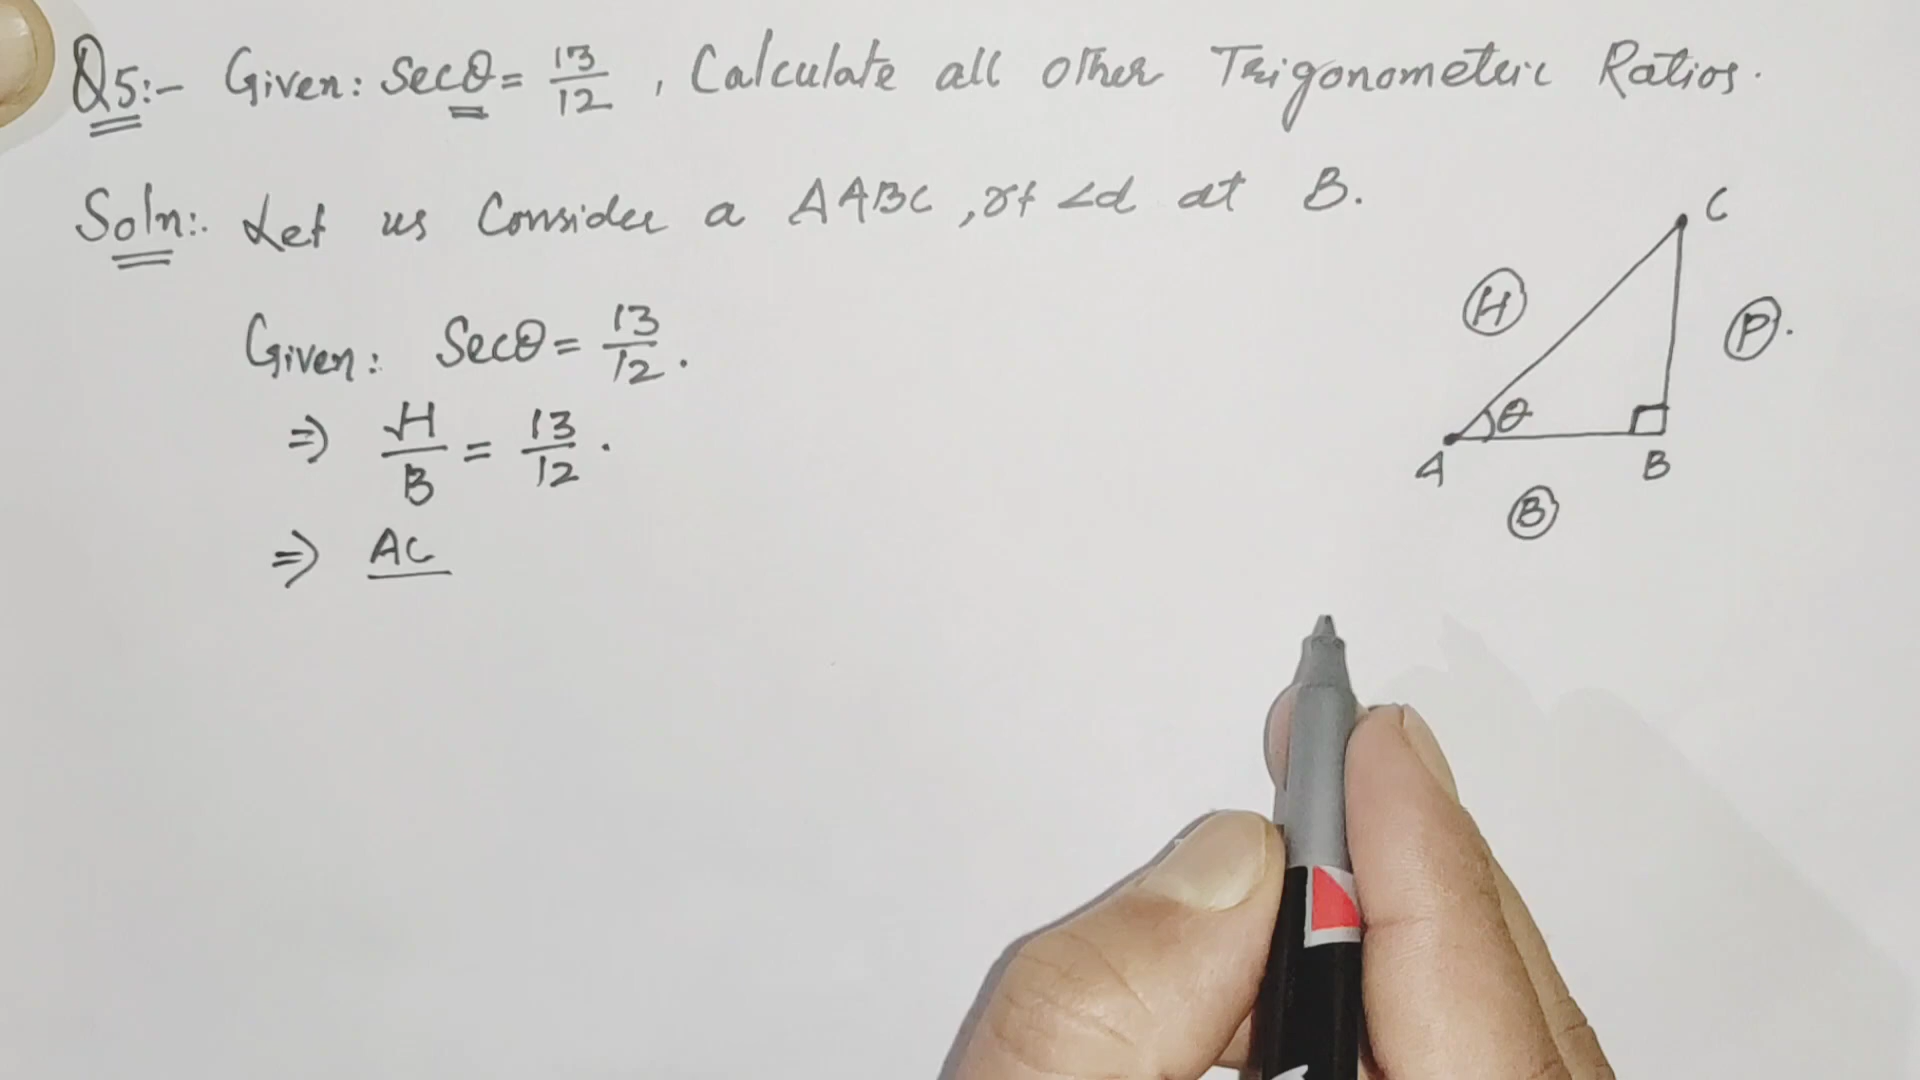 Q5:- Given: secθ = 13/12, Calculate all other Trigonometric Ratios.
Soln:. Let us Consider a ΔABC, rt ∠d at B.
Given: Secθ = 13/12.
⇒ H/B = 13/12.
⇒ AC
C
H
P.
θ
A
B
B